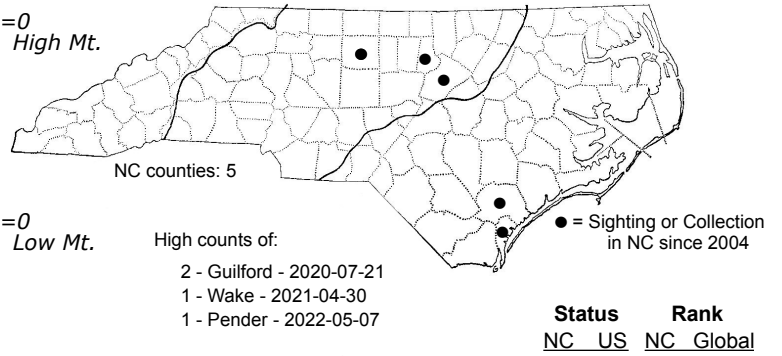 =0
High Mt.
NC counties: 5
=0
Low Mt.
High counts of:
2 - Guilford - 2020-07-21
1 - Wake - 2021-04-30
1 - Pender - 2022-05-07
● = Sighting or Collection
in NC since 2004
Status Rank
NC US NC Global